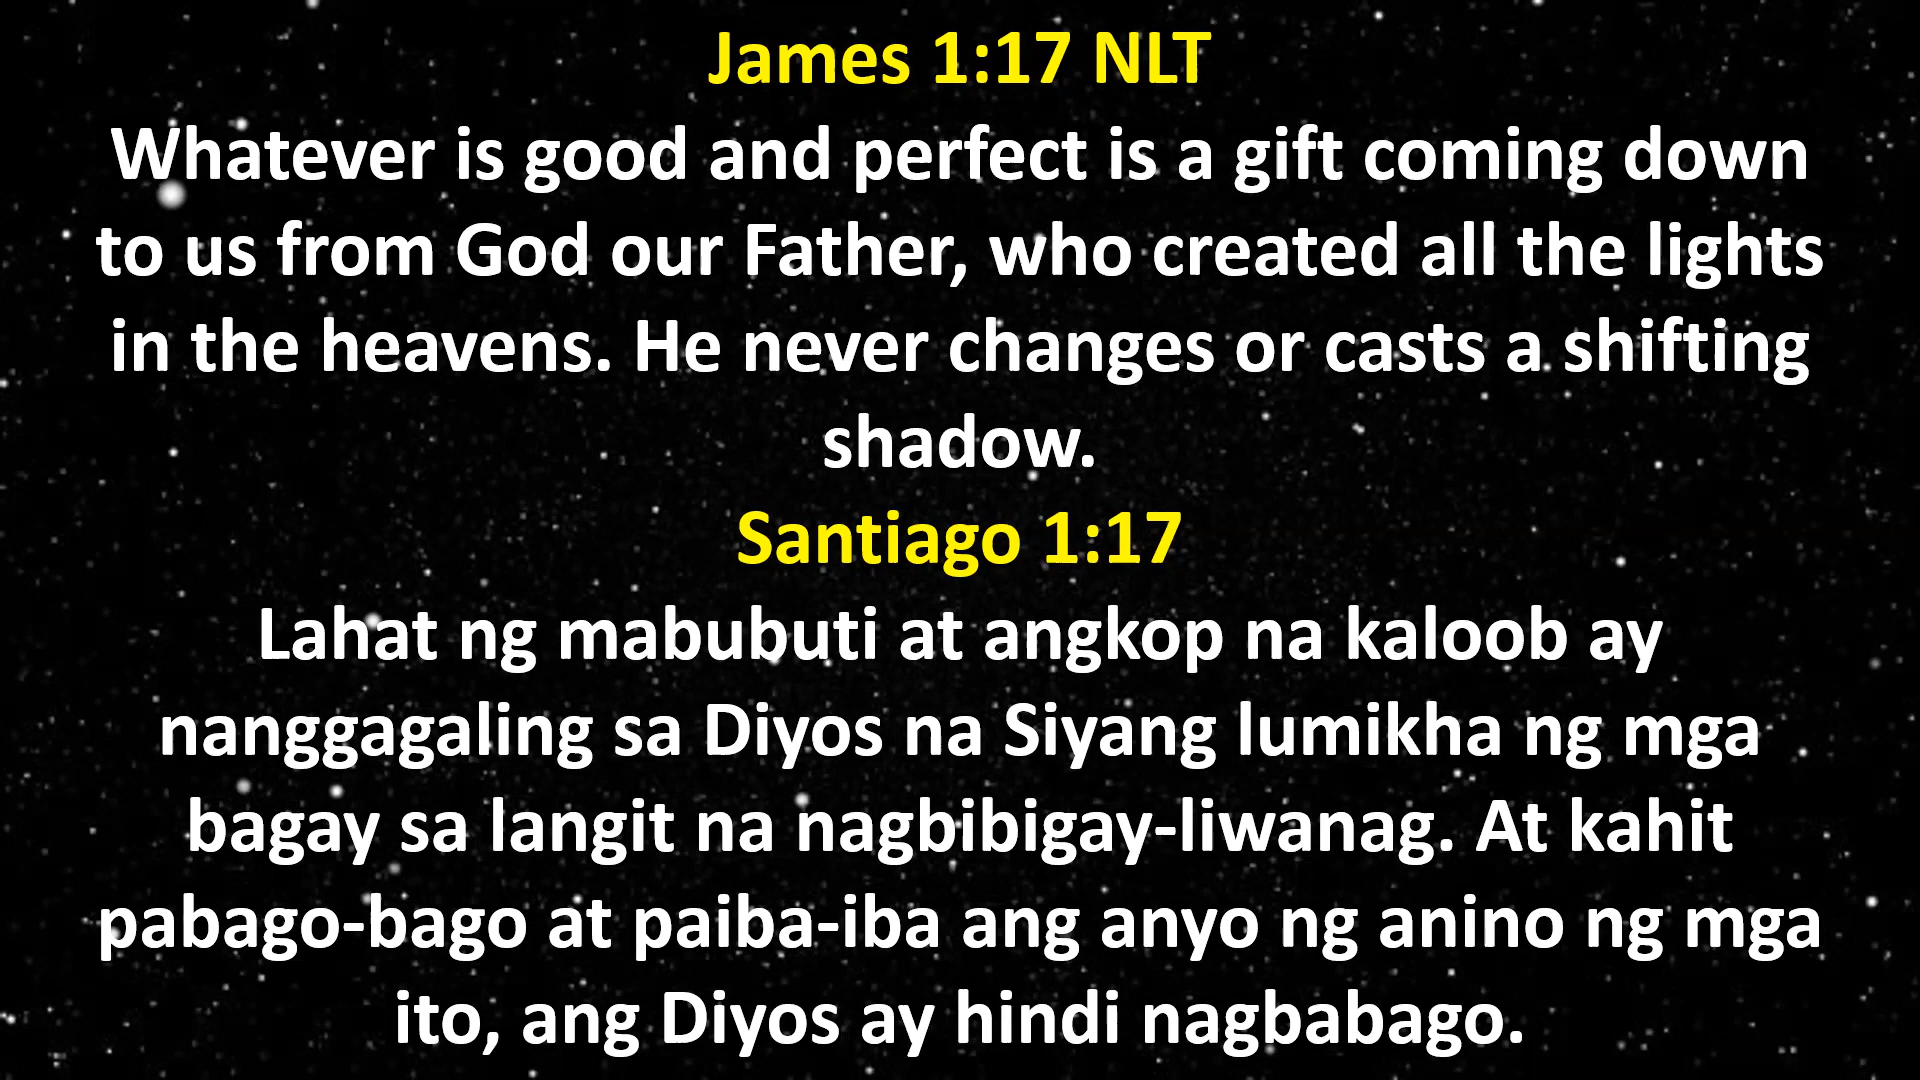 James 1:17 NLT
Whatever is good and perfect is a gift coming down
to us from God our Father, who created all the lights
in the heavens. He never changes or casts a shifting
shadow.
Santiago 1:17
Lahat ng mabubuti at angkop na kaloob ay
nanggagaling sa Diyos na Siyang lumikha ng mga
bagay sa langit na nagbibigay-liwanag. At kahit
pabago-bago at paiba-iba ang anyo ng anino ng mga
ito, ang Diyos ay hindi nagbabago.